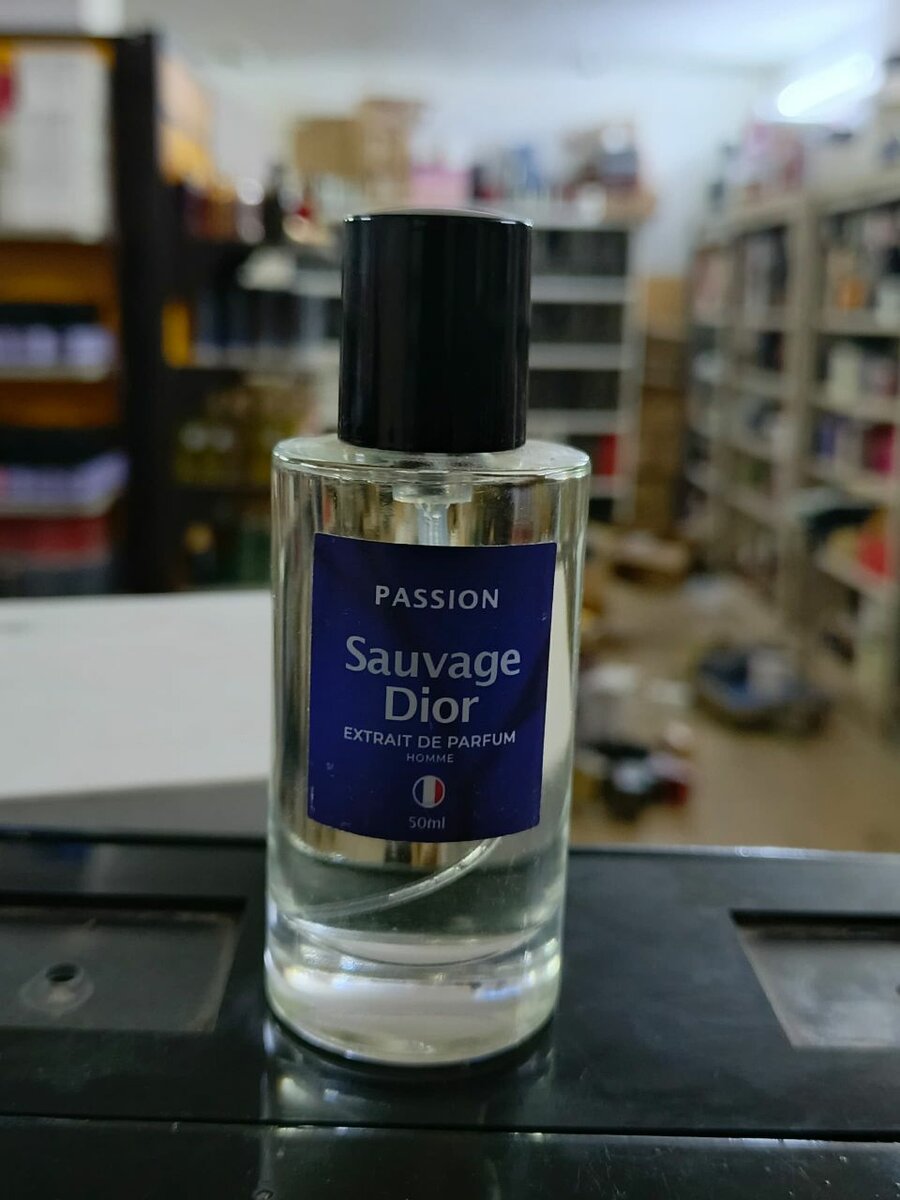 PASSION
Sauvage
Dior
EXTRAIT DE PARFUM
HOMME
50ml